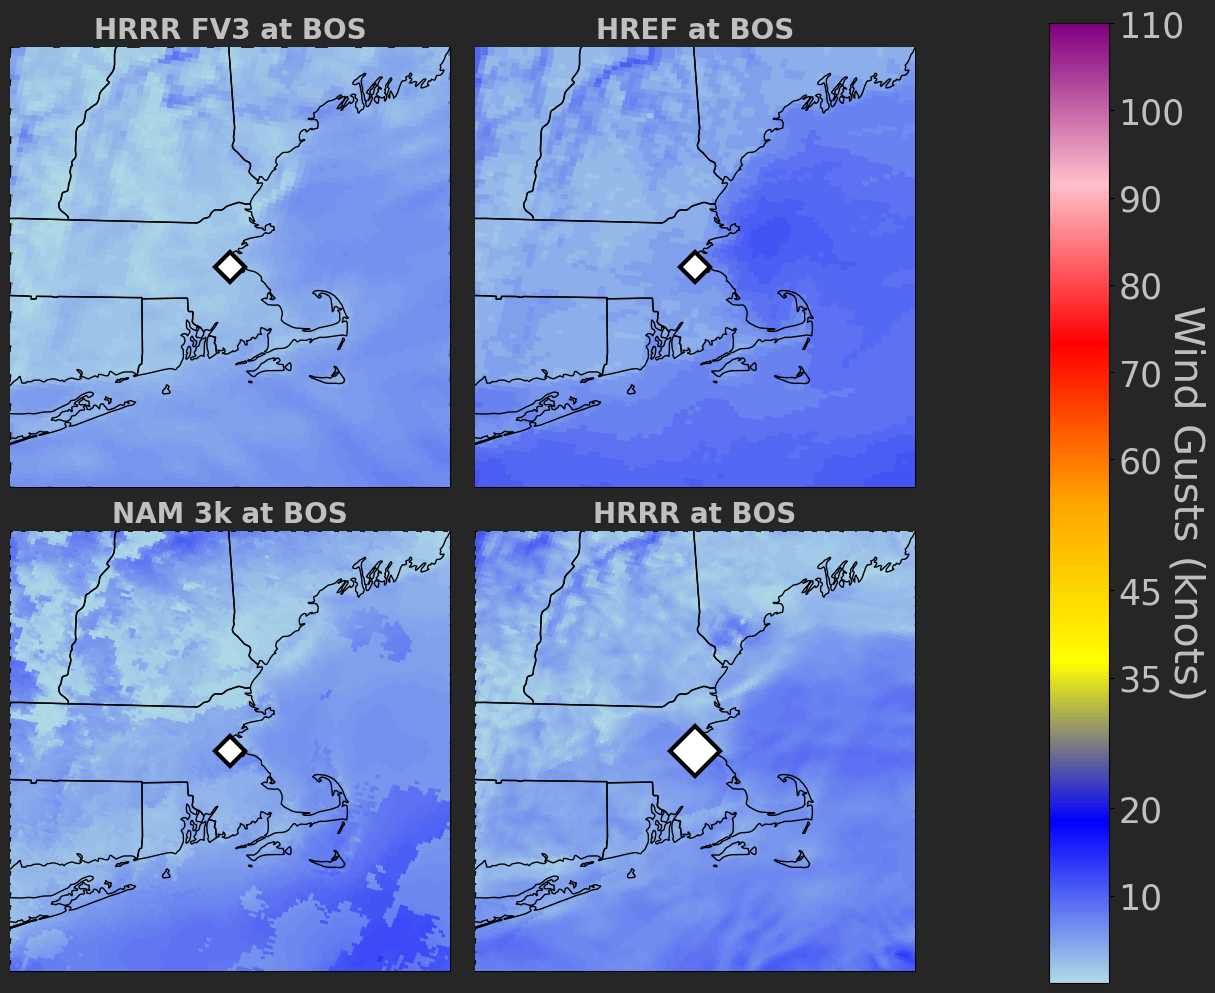 HRRR FV3 at BOS
HREF at BOS
NAM 3k at BOS
HRRR at BOS
110
100
90
80
70
60
45
35
20
10
Wind Gusts (knots)